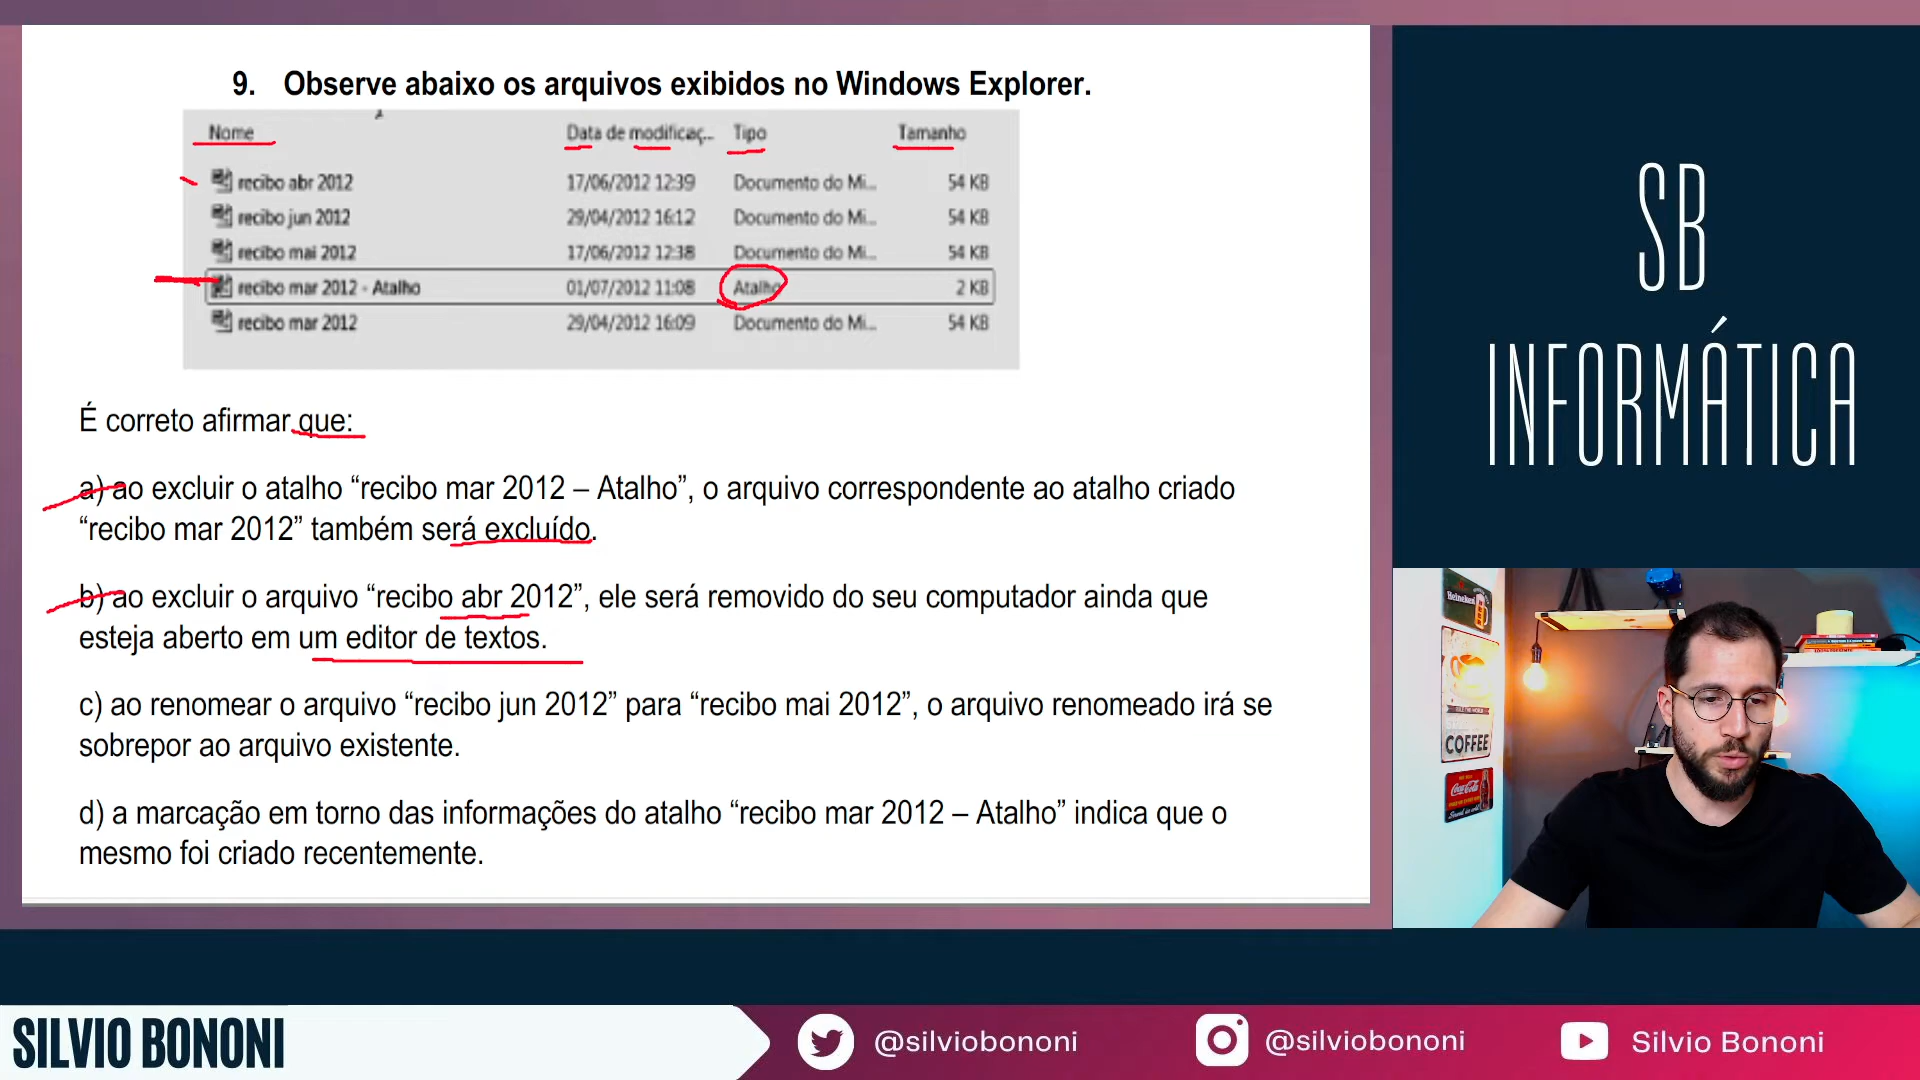 9. Observe abaixo os arquivos exibidos no Windows Explorer.
Nome Data de modificaç... Tipo Tamanho
recibo abr 2012 17/06/2012 12:39 Documento do Mi... 54 KB
recibo jun 2012 29/04/2012 16:12 Documento do Mi... 54 KB
recibo mai 2012 17/06/2012 12:38 Documento do Mi... 54 KB
recibo mar 2012 - Atalho 01/07/2012 11:08 Atalho 2 KB
recibo mar 2012 29/04/2012 16:09 Documento do Mi... 54 KB
É correto afirmar que:
a) ao excluir o atalho “recibo mar 2012 – Atalho”, o arquivo correspondente ao atalho criado
“recibo mar 2012” também será excluído.
b) ao excluir o arquivo “recibo abr 2012”, ele será removido do seu computador ainda que
esteja aberto em um editor de textos.
c) ao renomear o arquivo “recibo jun 2012” para “recibo mai 2012”, o arquivo renomeado irá se
sobrepor ao arquivo existente.
d) a marcação em torno das informações do atalho “recibo mar 2012 – Atalho” indica que o
mesmo foi criado recentemente.
SB
INFORMÁTICA
Heineken
COFFEE
Coca-Cola
SILVIO BONONI
@silviobononi
@silviobononi
Silvio Bononi